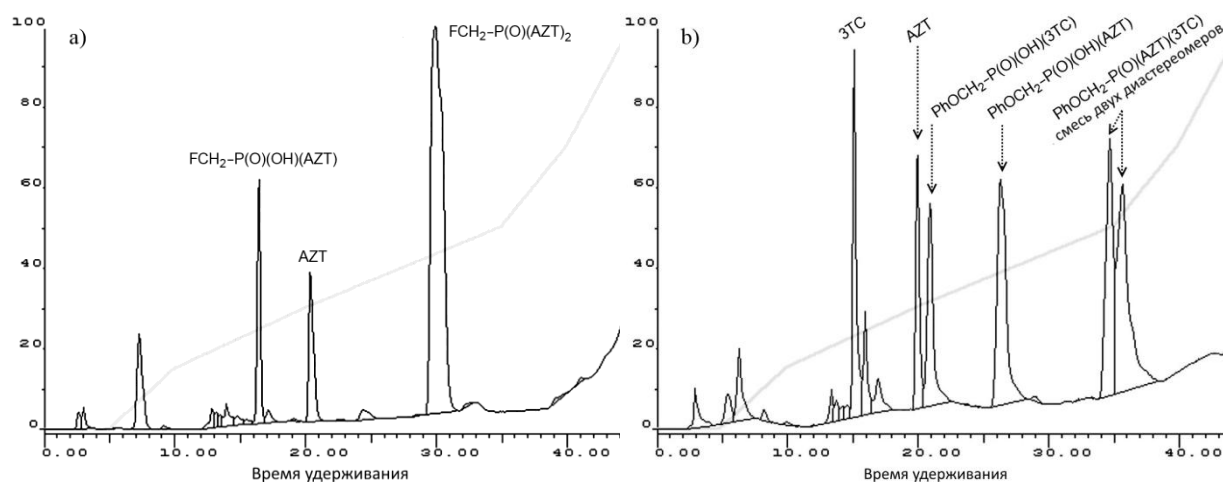 a)
100
80
60
40
20
0
FCH₂–P(O)(OH)(AZT)
AZT
FCH₂–P(O)(AZT)₂
0.00 10.00 20.00 30.00 40.00
Время удерживания
b)
100
80
60
40
20
0
3TC
AZT
PhOCH₂–P(O)(OH)(3TC)
PhOCH₂–P(O)(OH)(AZT)
PhOCH₂–P(O)(AZT)(3TC)
смесь двух диастереомеров
0.00 10.00 20.00 30.00 40.00
Время удерживания